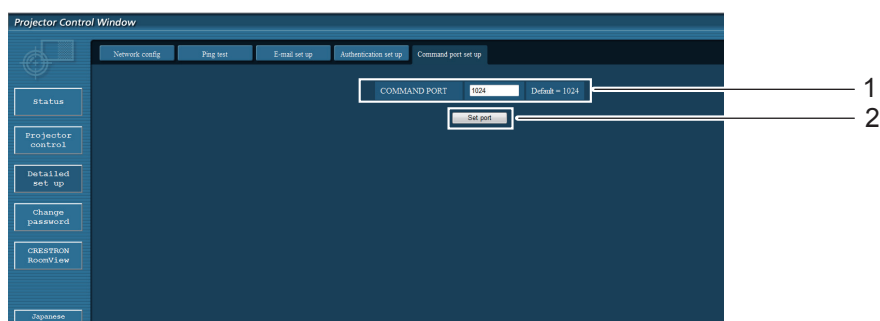 Projector Control Window
Network config Ping test E-mail set up Authentication set up Command port set up
COMMAND PORT 1024 Default = 1024 1
Set port 2
Status
Projector
control
Detailed
set up
Change
password
CRESTRON
RoomView
Japanese